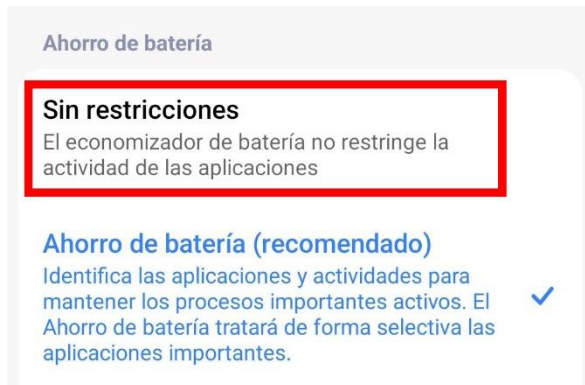 Ahorro de batería
Sin restricciones
El economizador de batería no restringe la
actividad de las aplicaciones
Ahorro de batería (recomendado)
Identifica las aplicaciones y actividades para
mantener los procesos importantes activos. El
Ahorro de batería tratará de forma selectiva las
aplicaciones importantes.